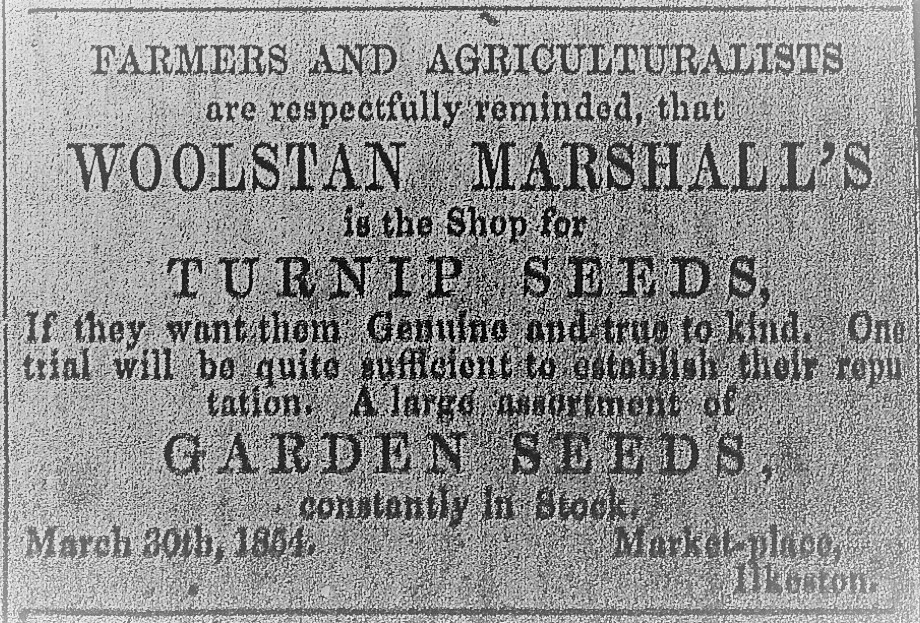 FARMERS AND AGRICULTURALISTS
are respectfully reminded, that
WOOLSTAN MARSHALL'S
is the Shop for
TURNIP SEEDS,
If they want them Genuine and true to kind. One
trial will be quite sufficient to establish their repu
tation. A large assortment of
GARDEN SEEDS,
constantly in Stock.
March 30th, 1854. Market-place,
Ilkeston.